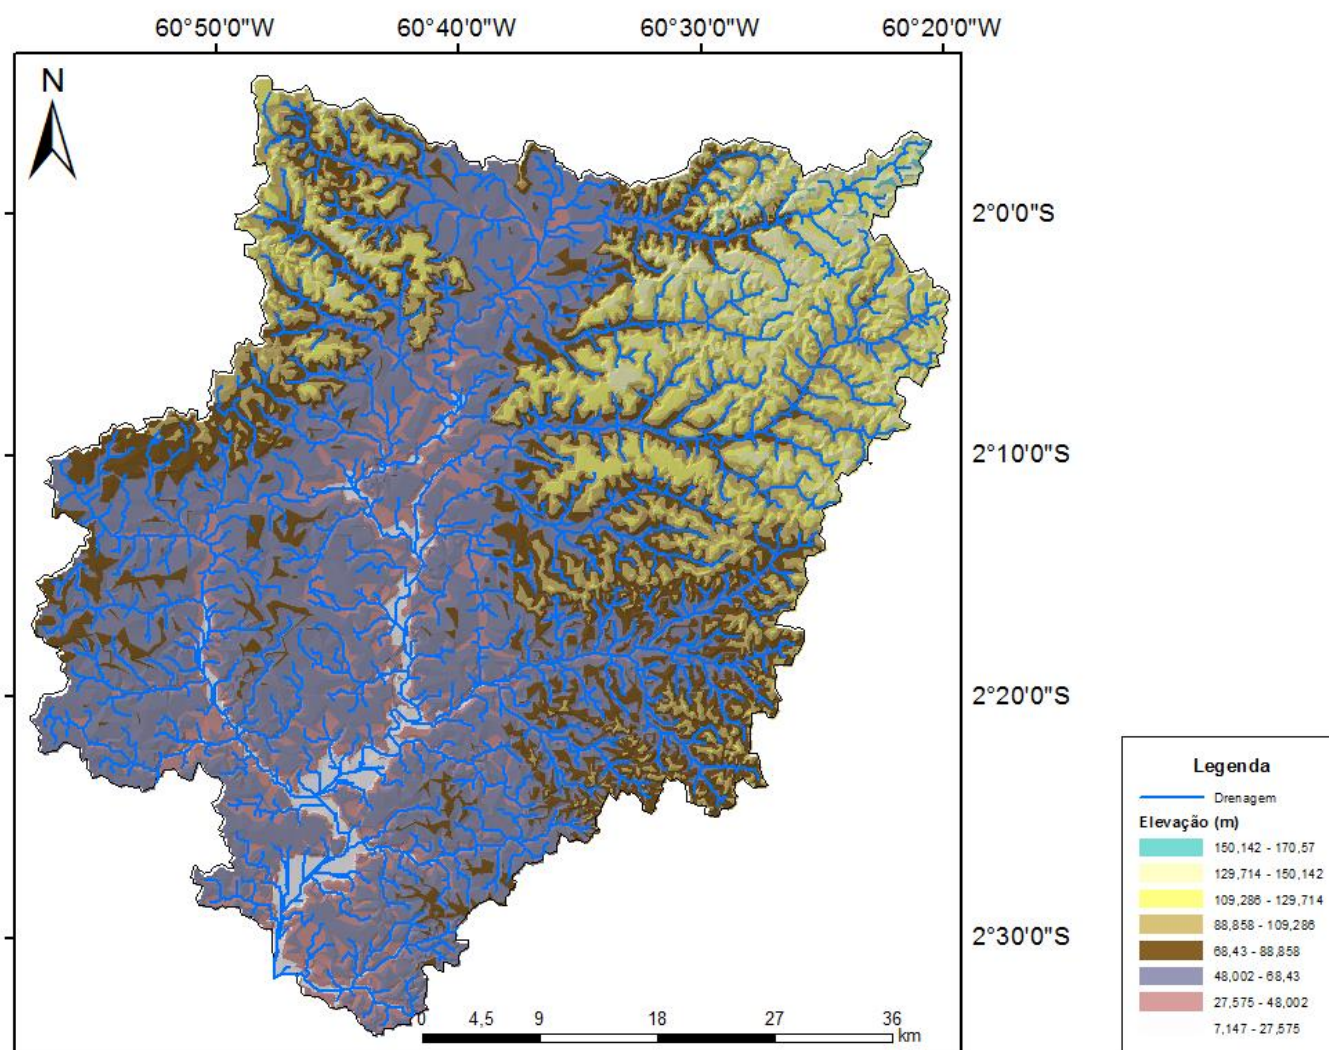 60°50'0"W 60°40'0"W 60°30'0"W 60°20'0"W
N
2°0'0"S
2°10'0"S
2°20'0"S
2°30'0"S
Legenda
Drenagem
Elevação (m)
150,142 - 170,57
129,714 - 150,142
109,286 - 129,714
88,858 - 109,286
68,43 - 88,858
48,002 - 68,43
27,575 - 48,002
7,147 - 27,575
0 4,5 9 18 27 36
km